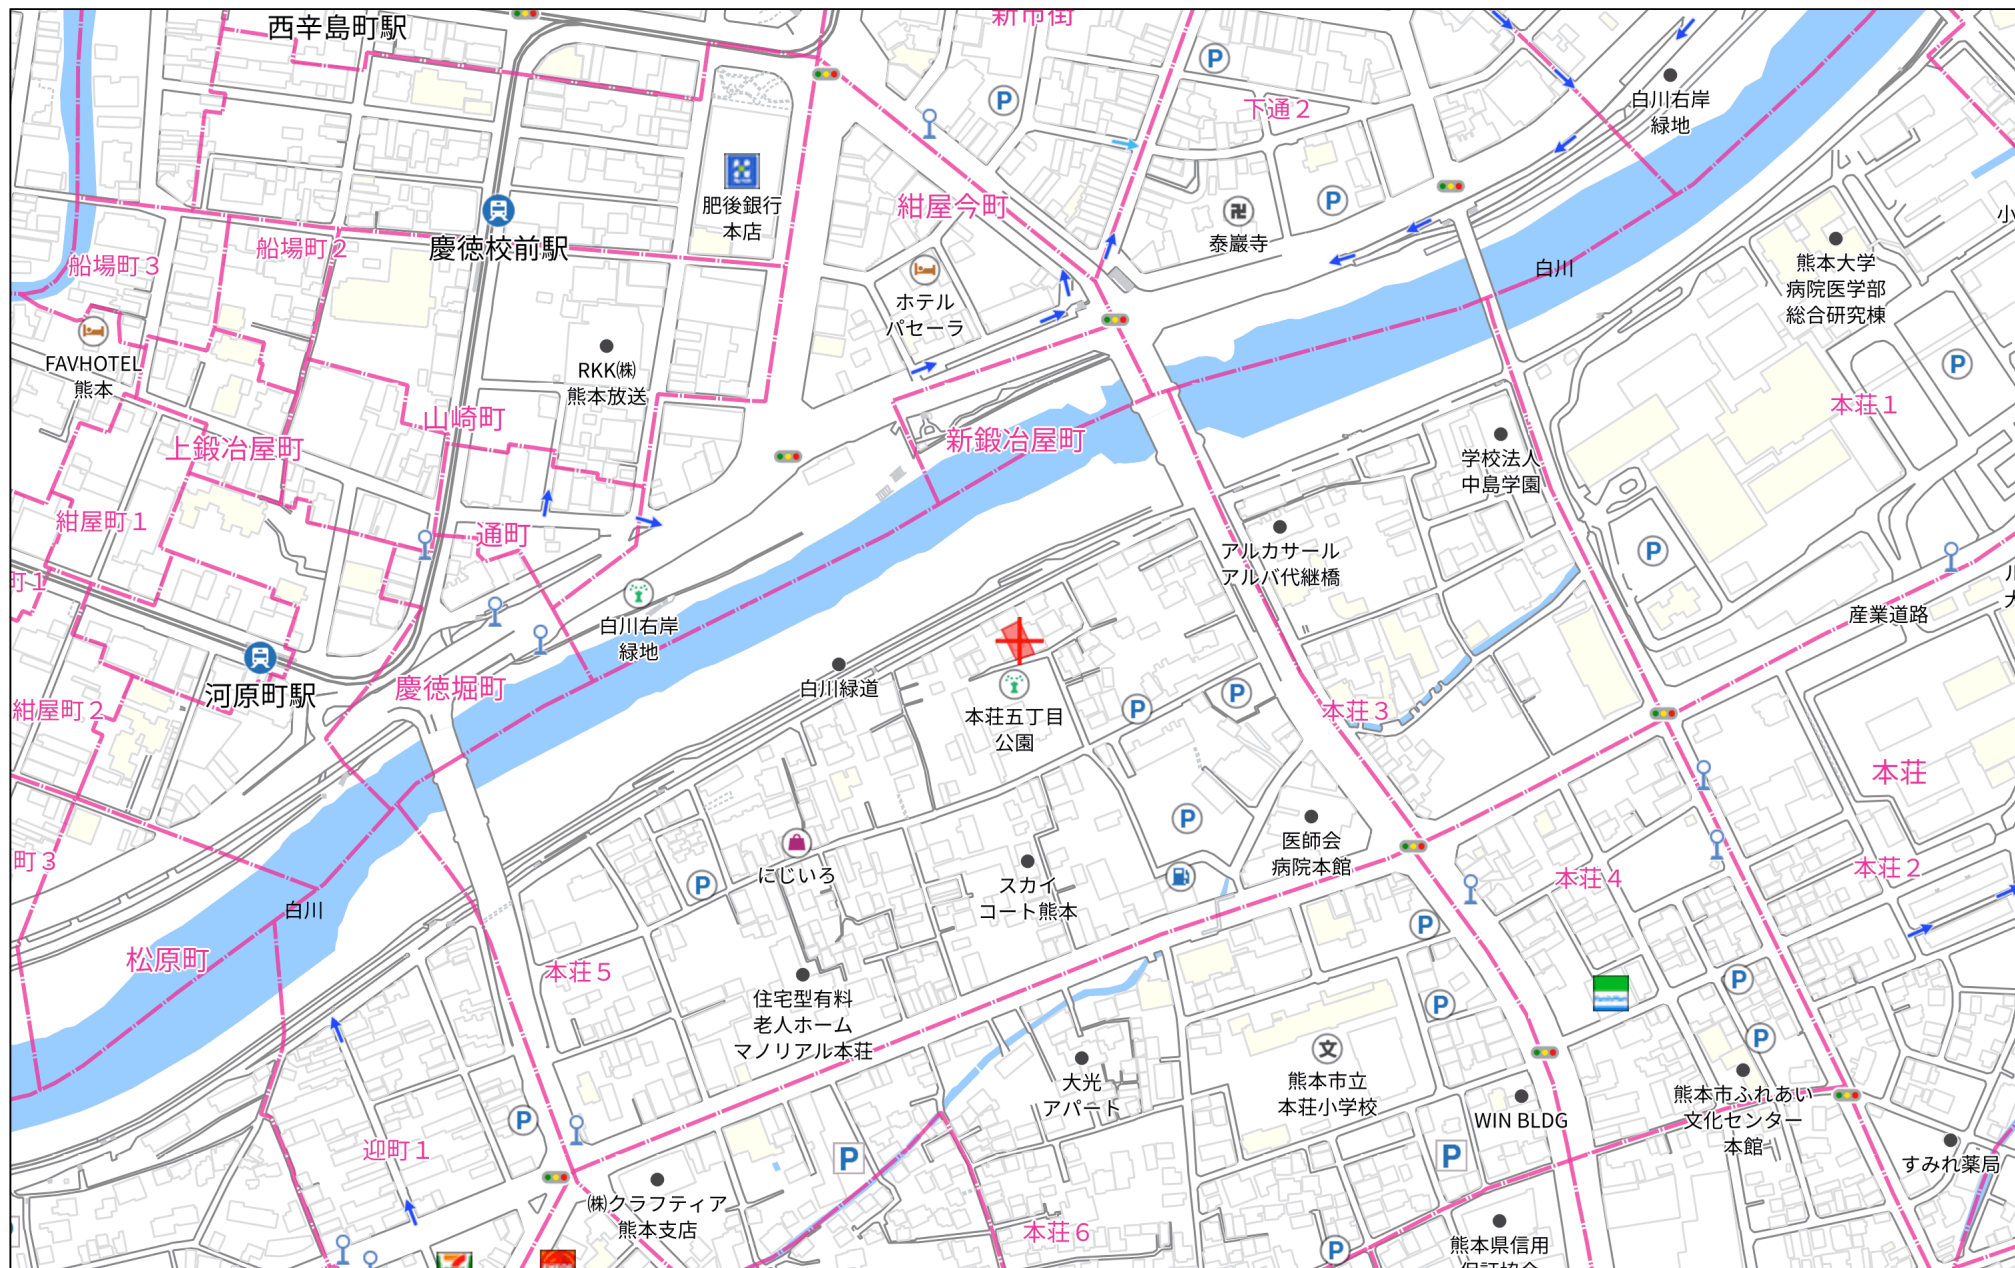 西辛島町駅
新市街
下通２
白川右岸
緑地
肥後銀行
本店
紺屋今町
泰巖寺
慶徳校前駅
船場町２
船場町３
白川
熊本大学
病院医学部
総合研究棟
ホテル
パセーラ
FAVHOTEL
熊本
RKK㈱
熊本放送
本荘１
山崎町
上鍛冶屋町
新鍛冶屋町
学校法人
中島学園
紺屋町１
通町
アルカサール
アルバ代継橋
町１
産業道路
白川右岸
緑地
河原町駅
慶徳堀町
白川緑道
紺屋町２
本荘五丁目
公園
本荘３
本荘
医師会
病院本館
町３
にじいろ
スカイ
コート熊本
本荘４
本荘２
白川
松原町
本荘５
住宅型有料
老人ホーム
マノリアル本荘
FamilyMart
大光
アパート
熊本市立
本荘小学校
WIN BLDG
熊本市ふれあい
文化センター
本館
迎町１
すみれ薬局
㈱クラフティア
熊本支店
本荘６
熊本県信用